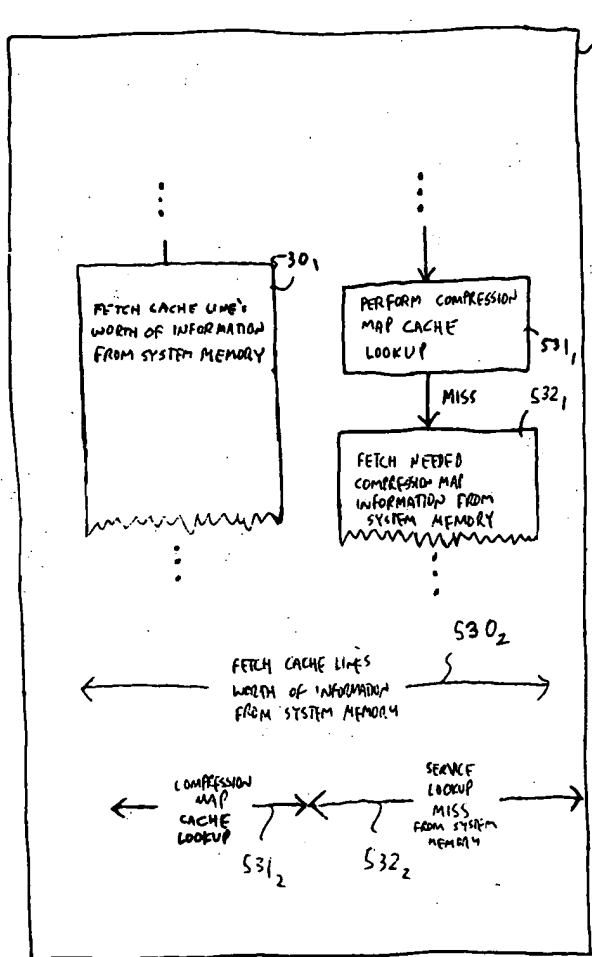 30₁
FETCH CACHE LINE'S
WORTH OF INFORMATION
FROM SYSTEM MEMORY
PERFORM COMPRESSION
MAP CACHE
LOOKUP
531₁
MISS
532₁
FETCH NEEDED
COMPRESSION MAP
INFORMATION FROM
SYSTEM MEMORY
530₂
FETCH CACHE LINES
WORTH OF INFORMATION
FROM SYSTEM MEMORY
COMPRESSION
MAP
CACHE
LOOKUP
531₂
SERVICE
LOOKUP
MISS
FROM SYSTEM
MEMORY
532₂